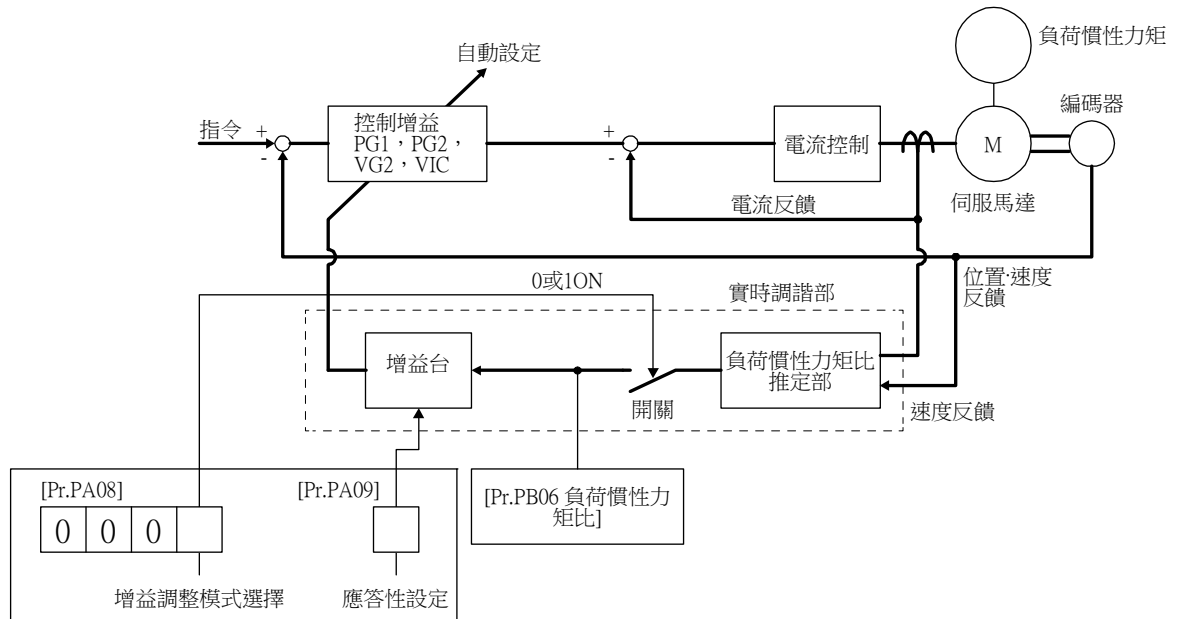 負荷慣性力矩
自動設定
編碼器
指令
+
-
控制增益
PG1，PG2，
VG2，VIC
+
-
電流控制
M
電流反饋
伺服馬達
0或1ON
實時調諧部
位置·速度
反饋
增益台
負荷慣性力矩比
推定部
開關
速度反饋
[Pr.PA08]
[Pr.PA09]
[Pr.PB06 負荷慣性力
矩比]
0 0 0
增益調整模式選擇
應答性設定